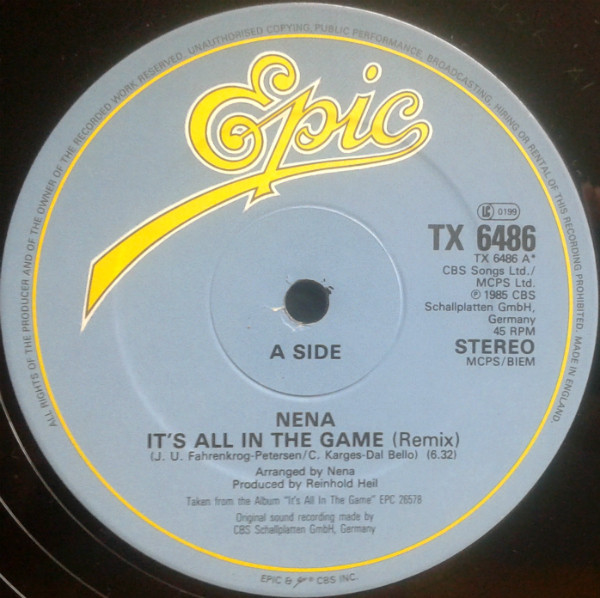 ALL RIGHTS OF THE PRODUCER AND OF THE OWNER OF THE RECORDED WORK RESERVED. UNAUTHORISED COPYING, PUBLIC PERFORMANCE, BROADCASTING, HIRING OR RENTAL OF THIS RECORDING PROHIBITED. MADE IN ENGLAND.
Epic
LC 0199
TX 6486
TX 6486 A*
CBS Songs Ltd./
MCPS Ltd.
℗ 1985 CBS
Schallplatten GmbH,
Germany
45 RPM
STEREO
MCPS/BIEM
A SIDE
NENA
IT'S ALL IN THE GAME (Remix)
(J. U. Fahrenkrog-Petersen/C. Karges-Dal Bello) (6.32)
Arranged by Nena
Produced by Reinhold Heil
Taken from the Album "It's All In The Game" EPC 26578
Original sound recording made by
CBS Schallplatten GmbH, Germany
EPIC & ® CBS INC.